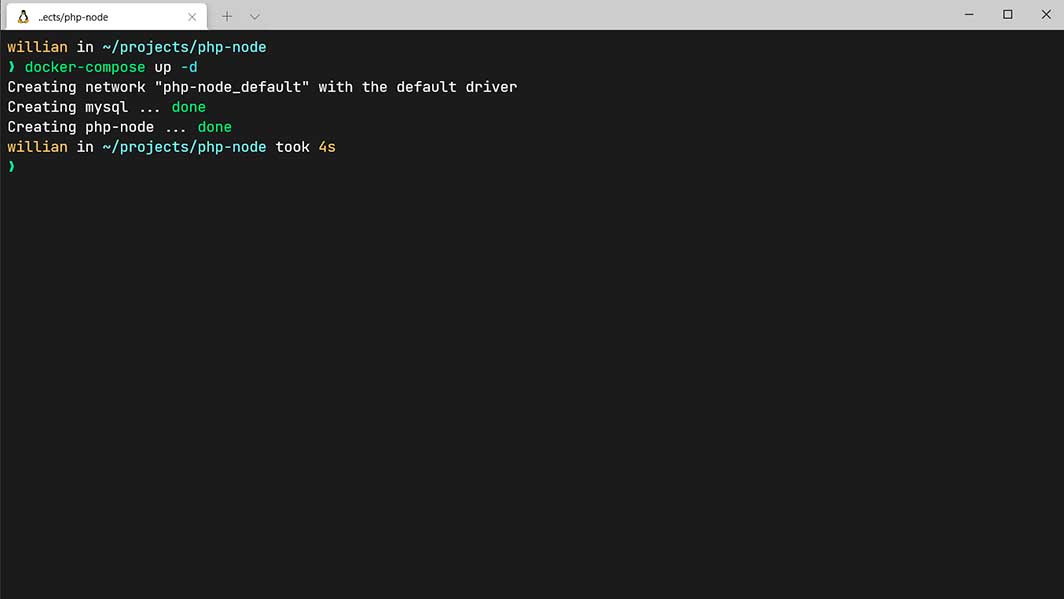 ..ects/php-node
willian in ~/projects/php-node
❯ docker-compose up -d
Creating network "php-node_default" with the default driver
Creating mysql ... done
Creating php-node ... done
willian in ~/projects/php-node took 4s
❯